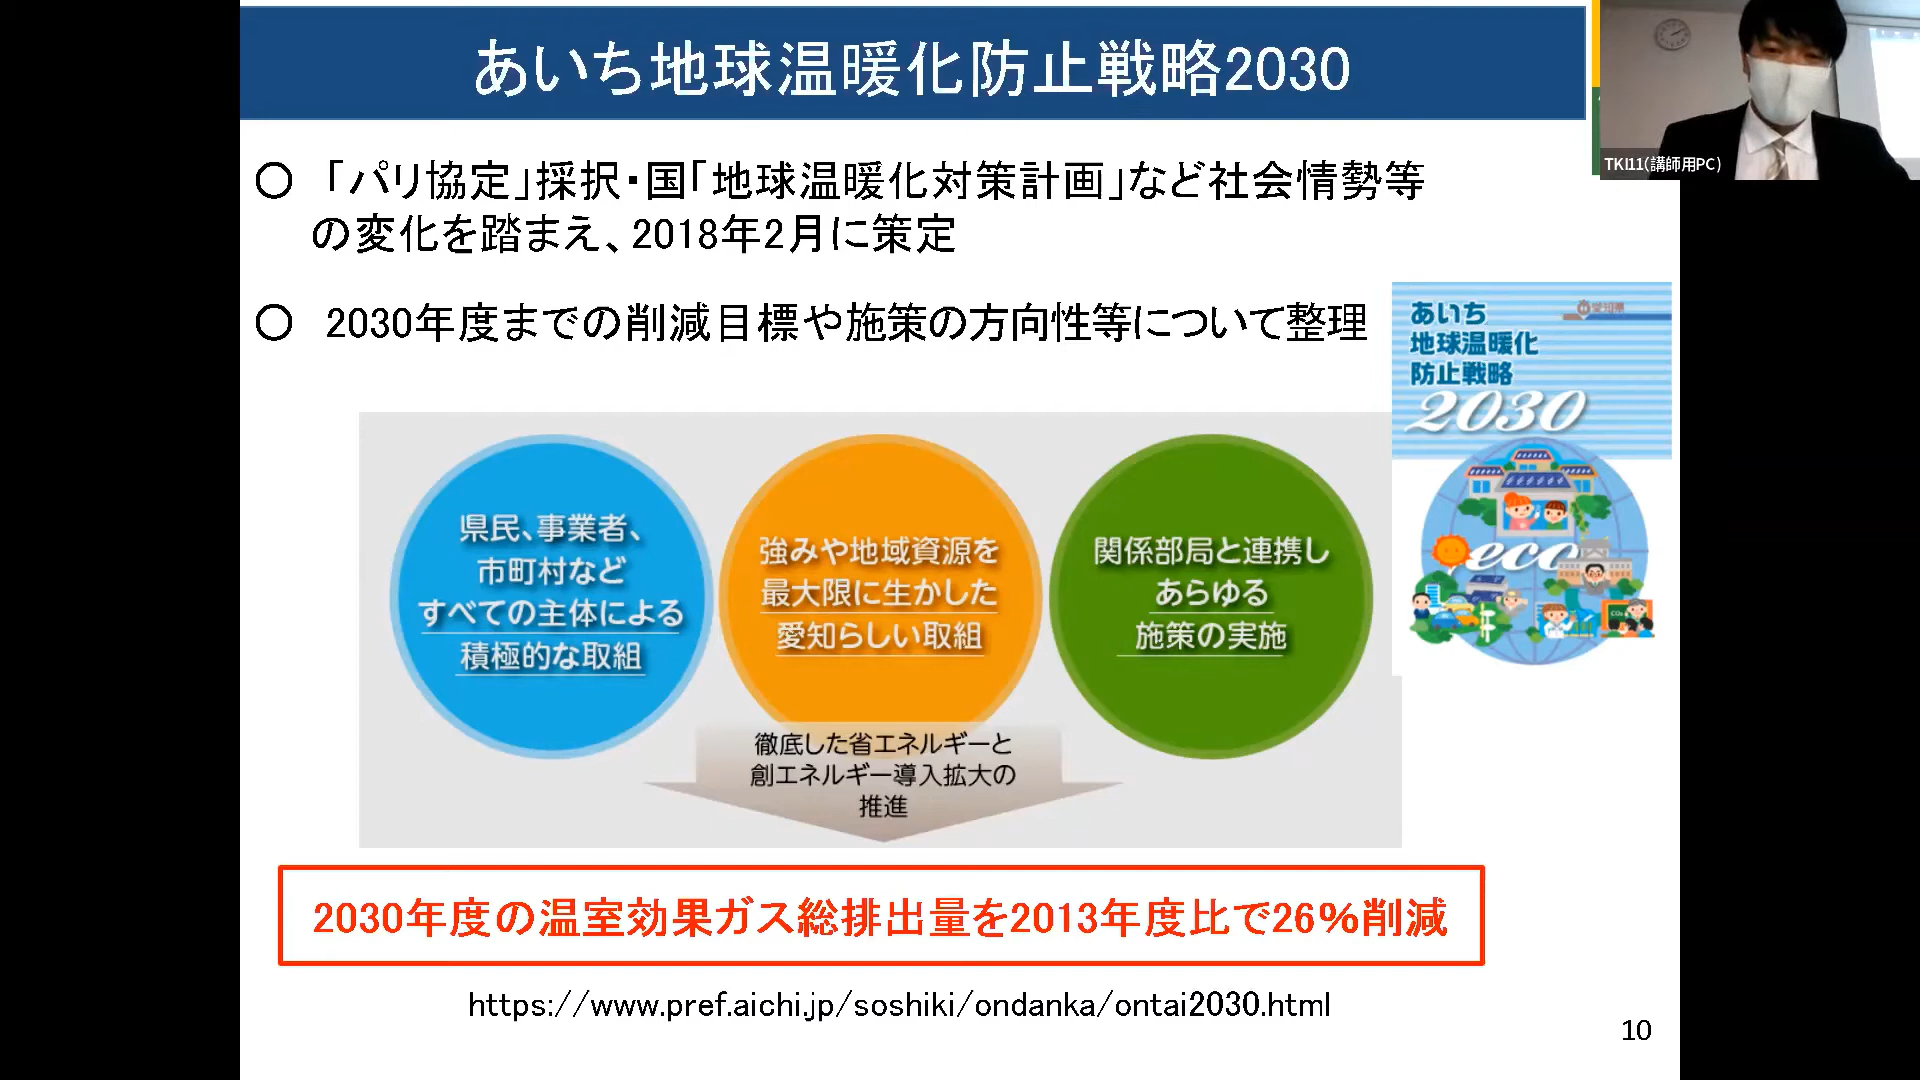 あいち地球温暖化防止戦略2030
TKI11(講師用PC)
○ 「パリ協定」採択・国「地球温暖化対策計画」など社会情勢等
の変化を踏まえ、2018年2月に策定
○ 2030年度までの削減目標や施策の方向性等について整理
愛知県
あいち
地球温暖化
防止戦略
2030
eco
県民、事業者、
市町村など
すべての主体による
積極的な取組
強みや地域資源を
最大限に生かした
愛知らしい取組
関係部局と連携し
あらゆる
施策の実施
徹底した省エネルギーと
創エネルギー導入拡大の
推進
2030年度の温室効果ガス総排出量を2013年度比で26%削減
https://www.pref.aichi.jp/soshiki/ondanka/ontai2030.html
10